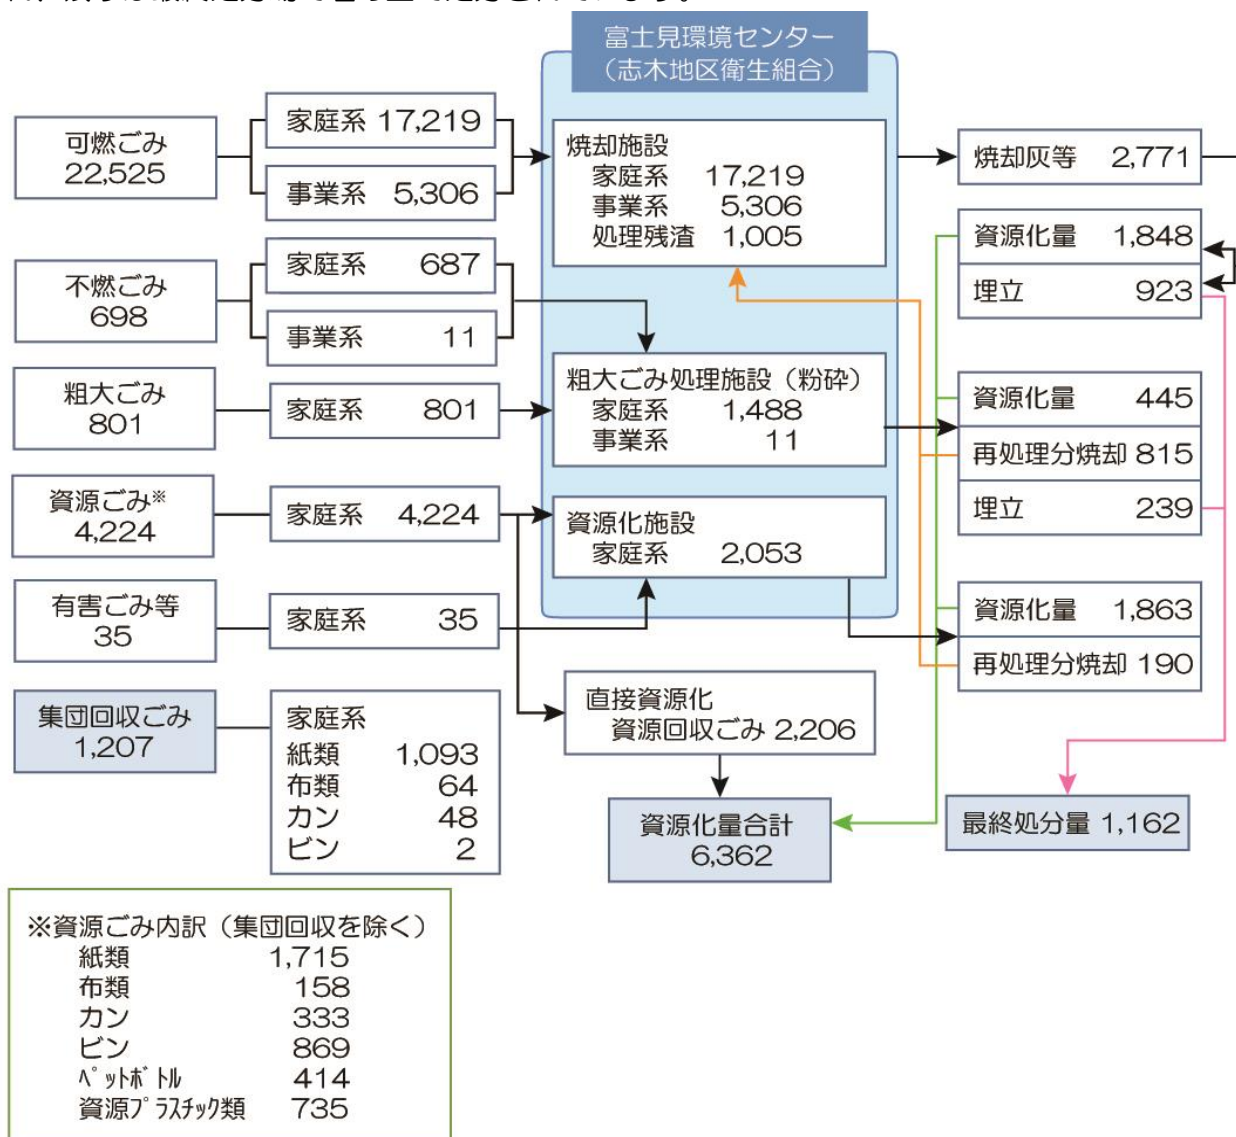 富士見環境センター
（志木地区衛生組合）
可燃ごみ
22,525
家庭系 17,219
事業系 5,306
焼却施設
家庭系 17,219
事業系 5,306
処理残渣 1,005
焼却灰等 2,771
資源化量 1,848
埋立 923
不燃ごみ
698
家庭系 687
事業系 11
粗大ごみ
801
家庭系 801
粗大ごみ処理施設（粉砕）
家庭系 1,488
事業系 11
資源化量 445
再処理分焼却 815
埋立 239
資源ごみ※
4,224
家庭系 4,224
資源化施設
家庭系 2,053
有害ごみ等
35
家庭系 35
資源化量 1,863
再処理分焼却 190
集団回収ごみ
1,207
家庭系
紙類 1,093
布類 64
カン 48
ビン 2
直接資源化
資源回収ごみ 2,206
資源化量合計
6,362
最終処分量 1,162
※資源ごみ内訳（集団回収を除く）
紙類 1,715
布類 158
カン 333
ビン 869
ペットボトル 414
資源プラスチック類 735